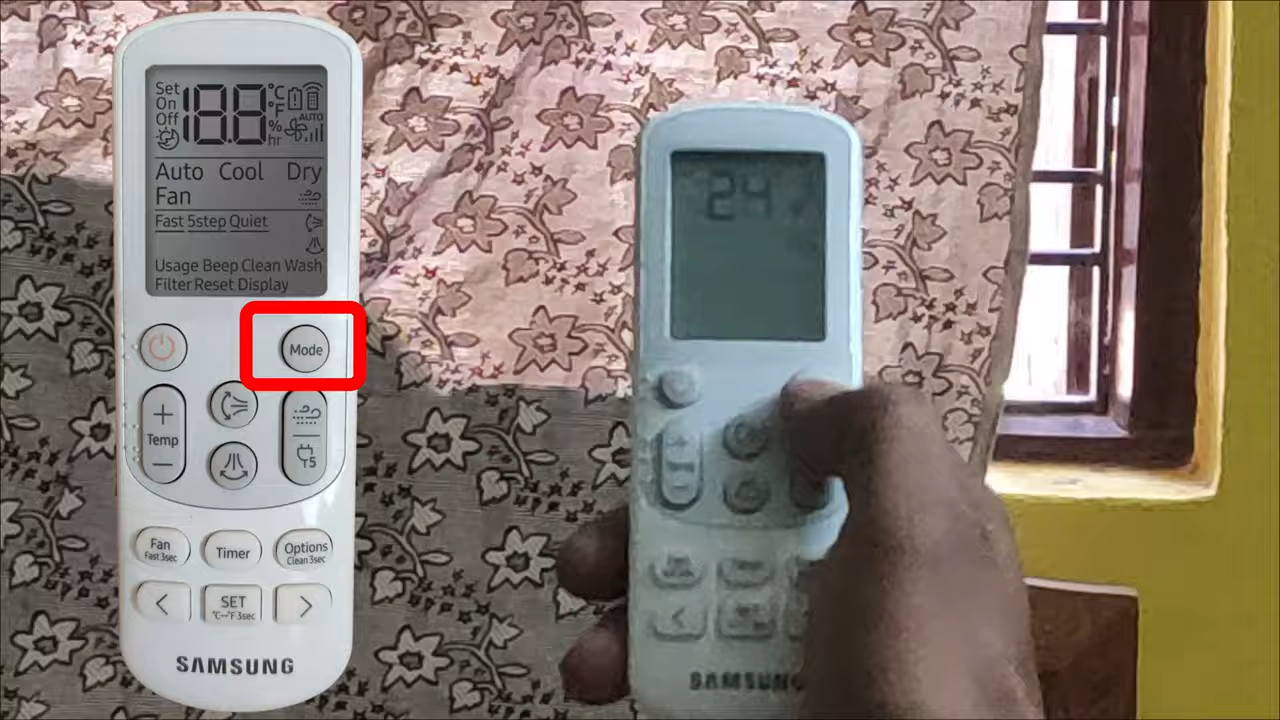 Set
On
Off
18.8
°C
°F
%
hr
AUTO
Auto Cool Dry
Fan
Fast 5step Quiet
Usage Beep Clean Wash
Filter Reset Display
Mode
+
Temp
−
5
Fan
Fast 3sec
Timer
Options
Clean 3sec
<
SET
°C↔°F 3sec
>
SAMSUNG
24
SAMSUNG